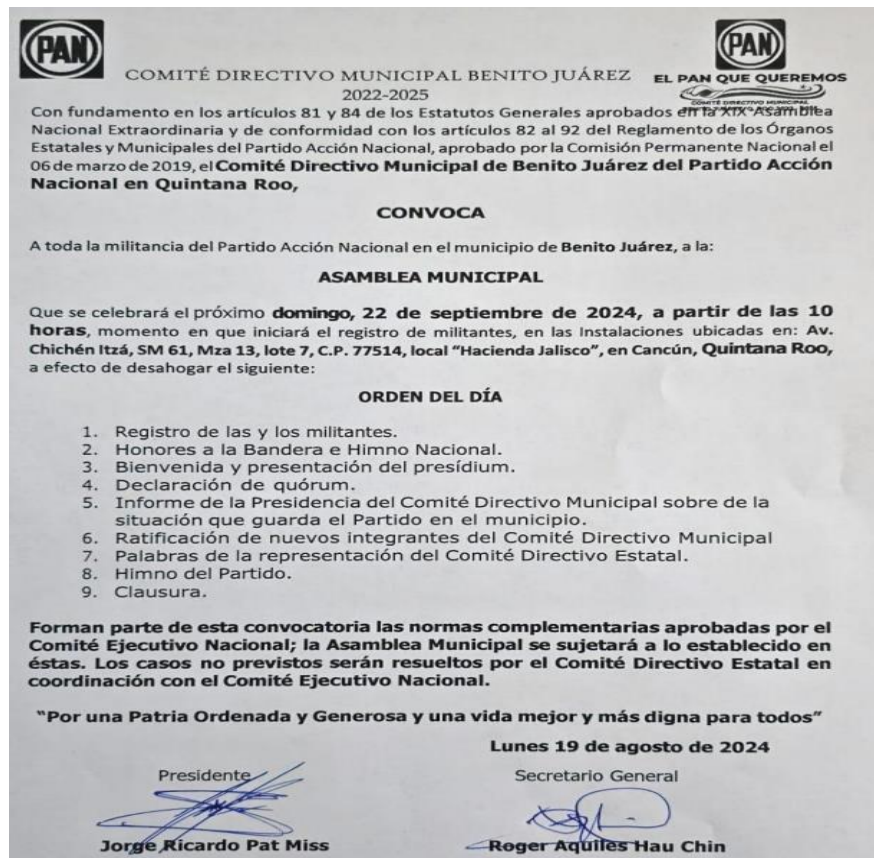 PAN
PAN
COMITÉ DIRECTIVO MUNICIPAL BENITO JUÁREZ
2022-2025
EL PAN QUE QUEREMOS
COMITÉ DIRECTIVO MUNICIPAL
Con fundamento en los artículos 81 y 84 de los Estatutos Generales aprobados en la XIX Asamblea
Nacional Extraordinaria y de conformidad con los artículos 82 al 92 del Reglamento de los Órganos
Estatales y Municipales del Partido Acción Nacional, aprobado por la Comisión Permanente Nacional el
06 de marzo de 2019, el Comité Directivo Municipal de Benito Juárez del Partido Acción
Nacional en Quintana Roo,
CONVOCA
A toda la militancia del Partido Acción Nacional en el municipio de Benito Juárez, a la:
ASAMBLEA MUNICIPAL
Que se celebrará el próximo domingo, 22 de septiembre de 2024, a partir de las 10
horas, momento en que iniciará el registro de militantes, en las Instalaciones ubicadas en: Av.
Chichén Itzá, SM 61, Mza 13, lote 7, C.P. 77514, local “Hacienda Jalisco”, en Cancún, Quintana Roo,
a efecto de desahogar el siguiente:
ORDEN DEL DÍA
1. Registro de las y los militantes.
2. Honores a la Bandera e Himno Nacional.
3. Bienvenida y presentación del presídium.
4. Declaración de quórum.
5. Informe de la Presidencia del Comité Directivo Municipal sobre de la
situación que guarda el Partido en el municipio.
6. Ratificación de nuevos integrantes del Comité Directivo Municipal
7. Palabras de la representación del Comité Directivo Estatal.
8. Himno del Partido.
9. Clausura.
Forman parte de esta convocatoria las normas complementarias aprobadas por el
Comité Ejecutivo Nacional; la Asamblea Municipal se sujetará a lo establecido en
éstas. Los casos no previstos serán resueltos por el Comité Directivo Estatal en
coordinación con el Comité Ejecutivo Nacional.
“Por una Patria Ordenada y Generosa y una vida mejor y más digna para todos”
Lunes 19 de agosto de 2024
Presidente
Secretario General
Jorge Ricardo Pat Miss
Roger Aquiles Hau Chin